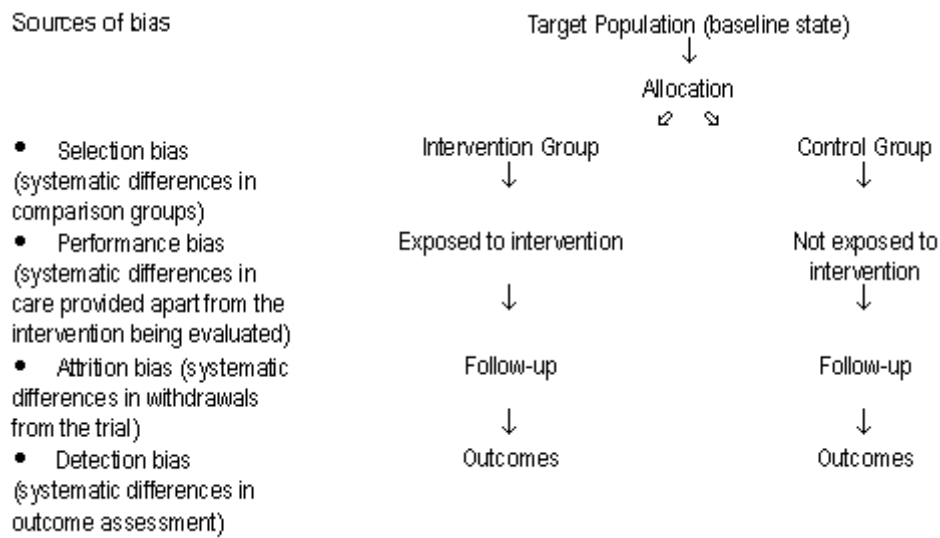 Sources of bias
Target Population (baseline state)
↓
Allocation
• Selection bias
(systematic differences in
comparison groups)
Intervention Group
Control Group
↓ ↓
• Performance bias
(systematic differences in
care provided apart from the
intervention being evaluated)
Exposed to intervention
Not exposed to
intervention
↓ ↓
• Attrition bias (systematic
differences in withdrawals
from the trial)
Follow-up
Follow-up
↓ ↓
• Detection bias
(systematic differences in
outcome assessment)
Outcomes
Outcomes